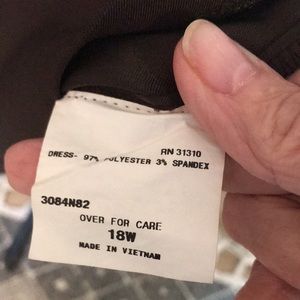 RN 31310
DRESS- 97% POLYESTER 3% SPANDEX
3084N82
OVER FOR CARE
18W
MADE IN VIETNAM